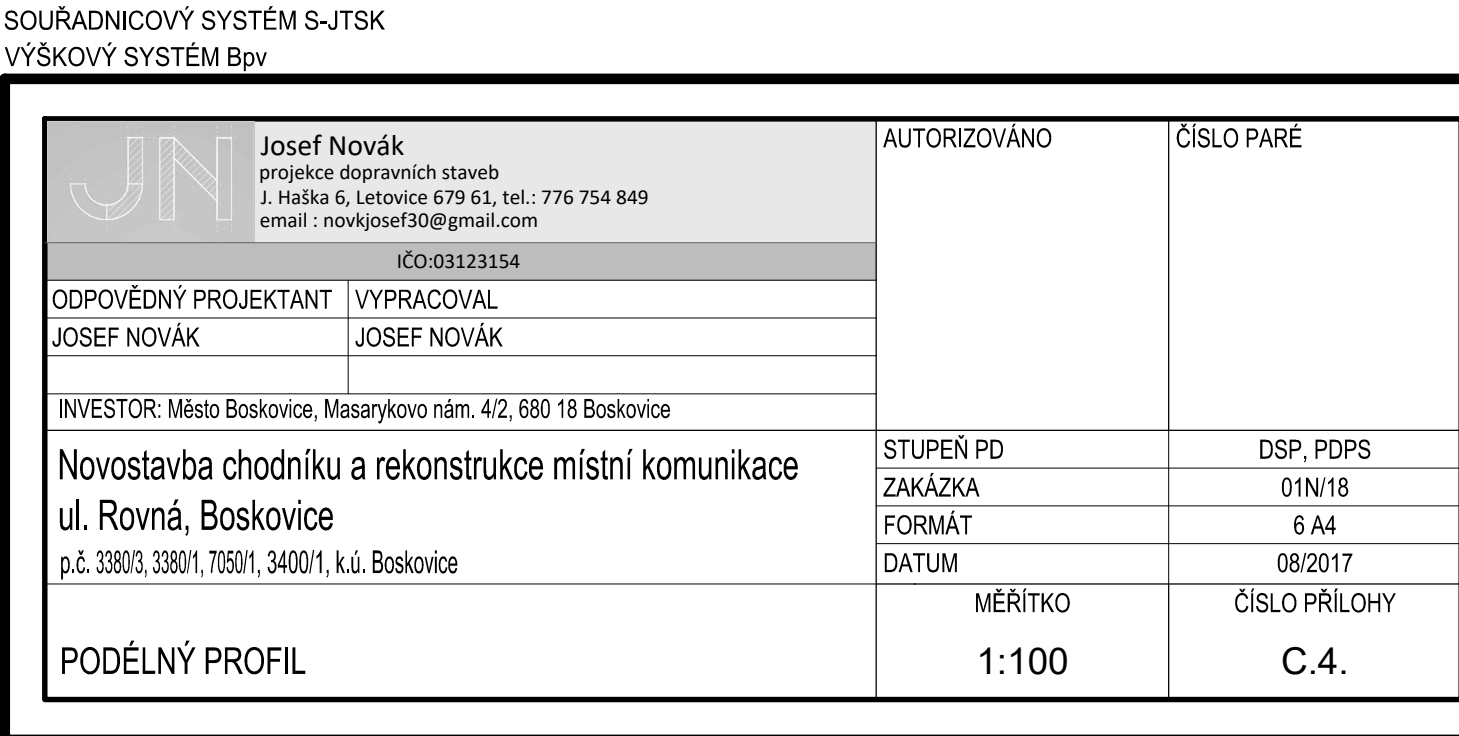 SOUŘADNICOVÝ SYSTÉM S-JTSK
VÝŠKOVÝ SYSTÉM Bpv
JN
Josef Novák
projekce dopravních staveb
J. Haška 6, Letovice 679 61, tel.: 776 754 849
email : novkjosef30@gmail.com
IČO:03123154
ODPOVĚDNÝ PROJEKTANT VYPRACOVAL
JOSEF NOVÁK JOSEF NOVÁK
INVESTOR: Město Boskovice, Masarykovo nám. 4/2, 680 18 Boskovice
AUTORIZOVÁNO ČÍSLO PARÉ
Novostavba chodníku a rekonstrukce místní komunikace
ul. Rovná, Boskovice
p.č. 3380/3, 3380/1, 7050/1, 3400/1, k.ú. Boskovice
STUPEŇ PD DSP, PDPS
ZAKÁZKA 01N/18
FORMÁT 6 A4
DATUM 08/2017
PODÉLNÝ PROFIL
MĚŘÍTKO ČÍSLO PŘÍLOHY
1:100 C.4.